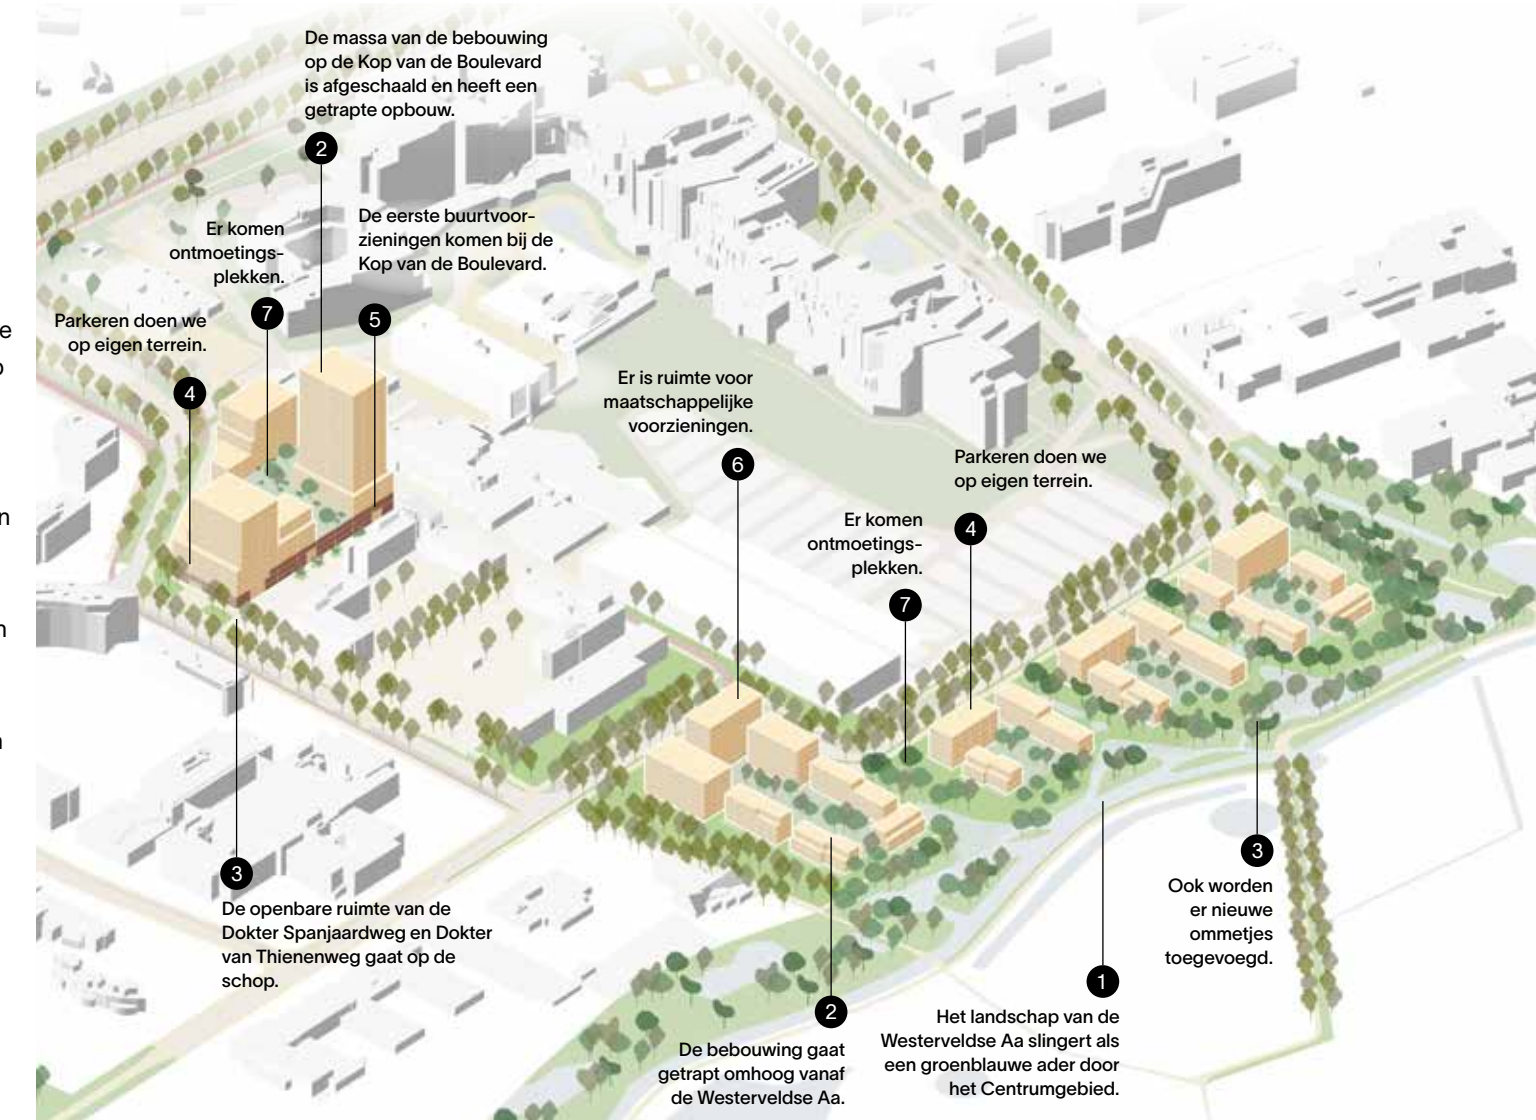 De massa van de bebouwing
op de Kop van de Boulevard
is afgeschaald en heeft een
getrapte opbouw.
2
De eerste buurtvoor-
zieningen komen bij de
Kop van de Boulevard.
5
Er komen
ontmoetings-
plekken.
7
Parkeren doen we
op eigen terrein.
4
Er is ruimte voor
maatschappelijke
voorzieningen.
6
Parkeren doen we
op eigen terrein.
4
Er komen
ontmoetings-
plekken.
7
3
De openbare ruimte van de
Dokter Spanjaardweg en Dokter
van Thienenweg gaat op de
schop.
2
De bebouwing gaat
getrapt omhoog vanaf
de Westerveldse Aa.
1
Het landschap van de
Westerveldse Aa slingert als
een groenblauwe ader door
het Centrumgebied.
3
Ook worden
er nieuwe
ommetjes
toegevoegd.